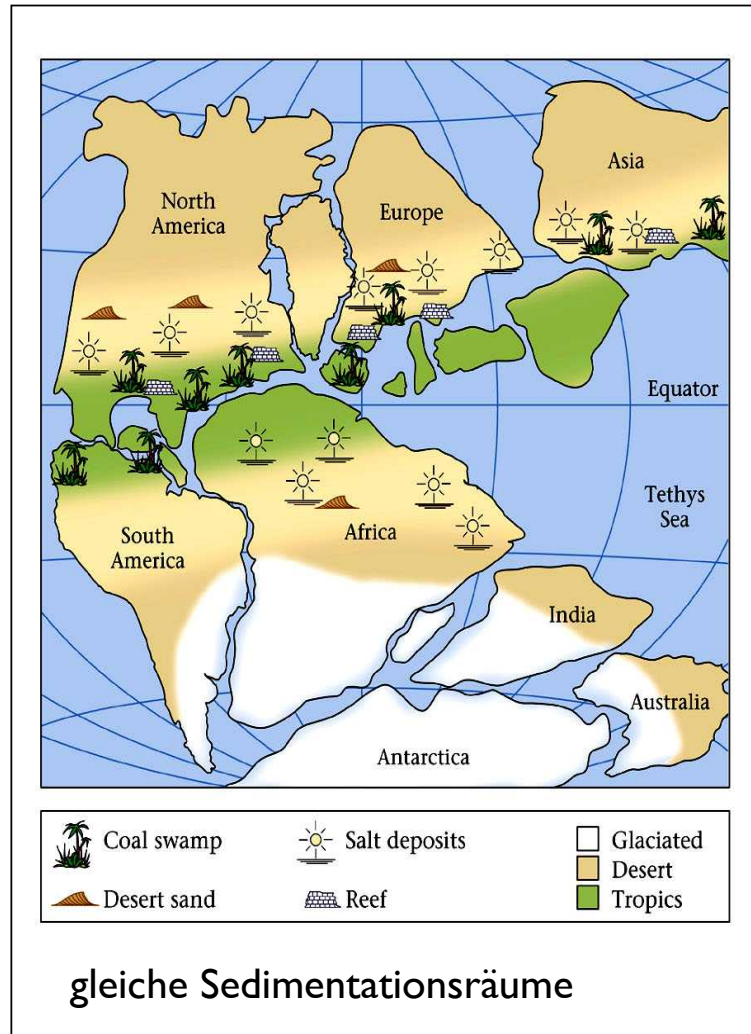 North
America
Europe
Asia
Equator
Tethys
Sea
South
America
Africa
India
Australia
Antarctica
Coal swamp
Salt deposits
Glaciated
Desert
Desert sand
Reef
Tropics
gleiche Sedimentationsräume